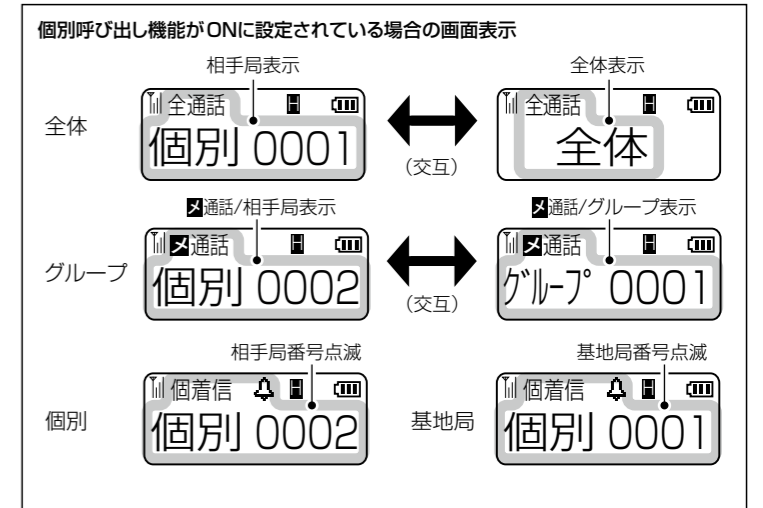 個別呼び出し機能がONに設定されている場合の画面表示
相手局表示
全体表示
全体
全通話
個別 0001
(交互)
全通話
全体
メ通話/相手局表示
メ通話/グループ表示
グループ
メ通話
個別 0002
(交互)
メ通話
グループ 0001
相手局番号点滅
基地局番号点滅
個別
個着信
個別 0002
基地局
個着信
個別 0001